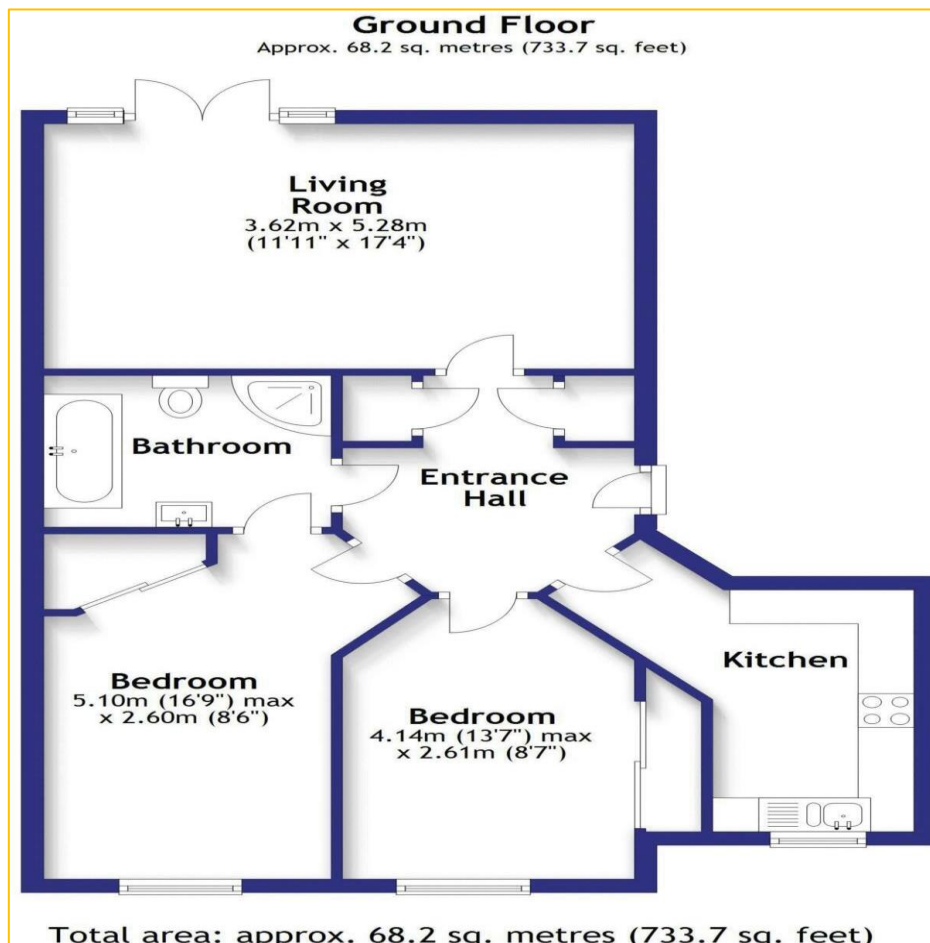 Ground Floor
Approx. 68.2 sq. metres (733.7 sq. feet)
Living
Room
3.62m x 5.28m
(11'11" x 17'4")
Bathroom
Entrance
Hall
Kitchen
Bedroom
5.10m (16'9") max
x 2.60m (8'6")
Bedroom
4.14m (13'7") max
x 2.61m (8'7")
Total area: approx. 68.2 sq. metres (733.7 sq. feet)